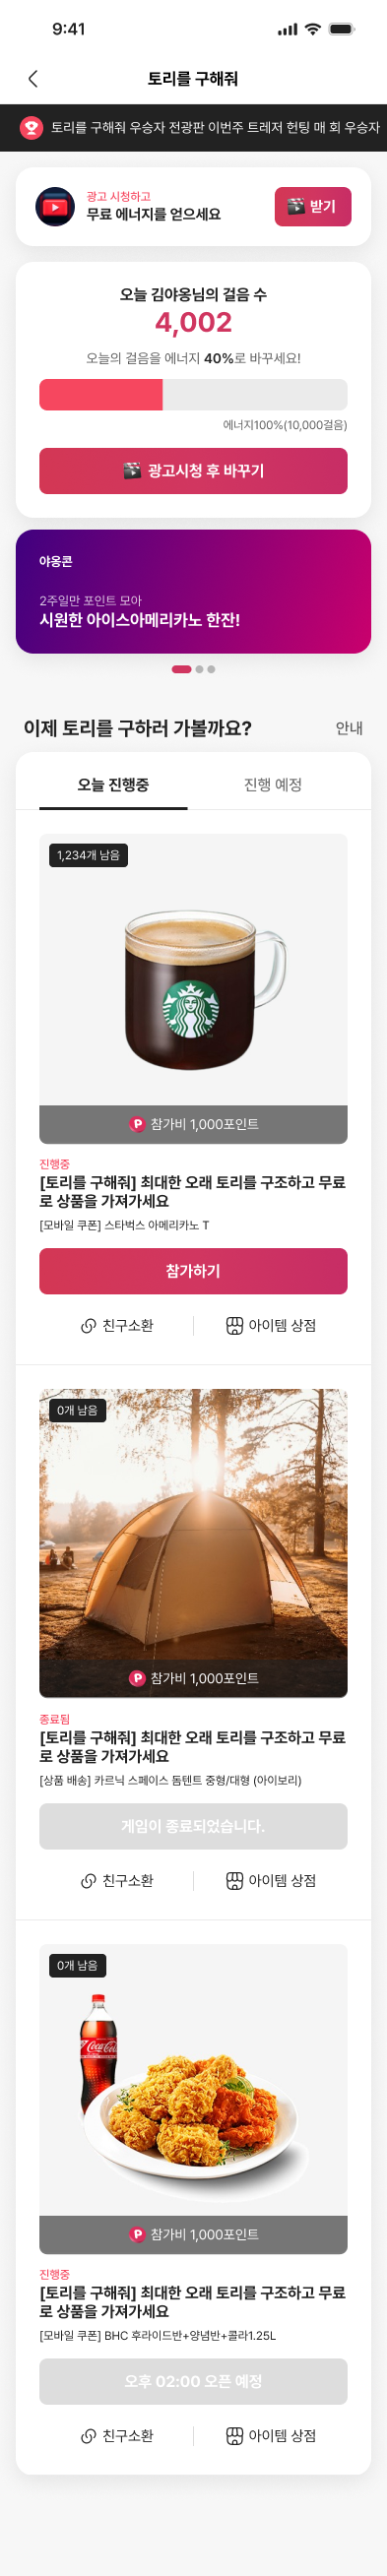 9:41
토리를 구해줘
토리를 구해줘 우승자 전광판 이번주 트레저 헌팅 매 회 우승자
광고 시청하고
무료 에너지를 얻으세요
받기
오늘 김야옹님의 걸음 수
4,002
오늘의 걸음을 에너지 40%로 바꾸세요!
에너지100%(10,000걸음)
광고시청 후 바꾸기
야옹콘
2주일만 포인트 모아
시원한 아이스아메리카노 한잔!
이제 토리를 구하러 가볼까요?
안내
오늘 진행중
진행 예정
1,234개 남음
P 참가비 1,000포인트
진행중
[토리를 구해줘] 최대한 오래 토리를 구조하고 무료
로 상품을 가져가세요
[모바일 쿠폰] 스타벅스 아메리카노 T
참가하기
친구소환
아이템 상점
0개 남음
P 참가비 1,000포인트
종료됨
[토리를 구해줘] 최대한 오래 토리를 구조하고 무료
로 상품을 가져가세요
[상품 배송] 카르닉 스페이스 돔텐트 중형/대형 (아이보리)
게임이 종료되었습니다.
친구소환
아이템 상점
0개 남음
Coca-Cola
P 참가비 1,000포인트
진행중
[토리를 구해줘] 최대한 오래 토리를 구조하고 무료
로 상품을 가져가세요
[모바일 쿠폰] BHC 후라이드반+양념반+콜라1.25L
오후 02:00 오픈 예정
친구소환
아이템 상점